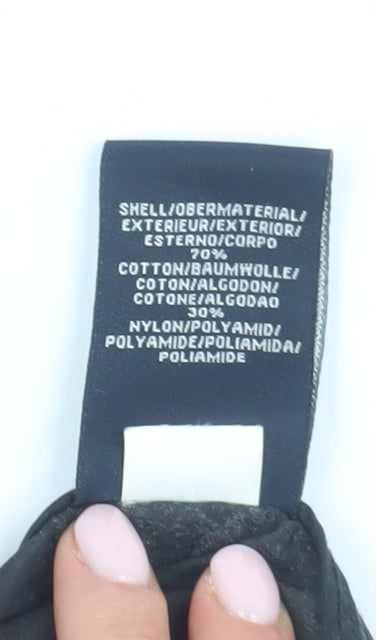 SHELL/OBERMATERIAL/
EXTERIEUR/EXTERIOR/
ESTERNO/CORPO
70%
COTTON/BAUMWOLLE/
COTON/ALGODON/
COTONE/ALGODAO
30%
NYLON/POLYAMID/
POLYAMIDE/POLIAMIDA/
POLIAMIDE